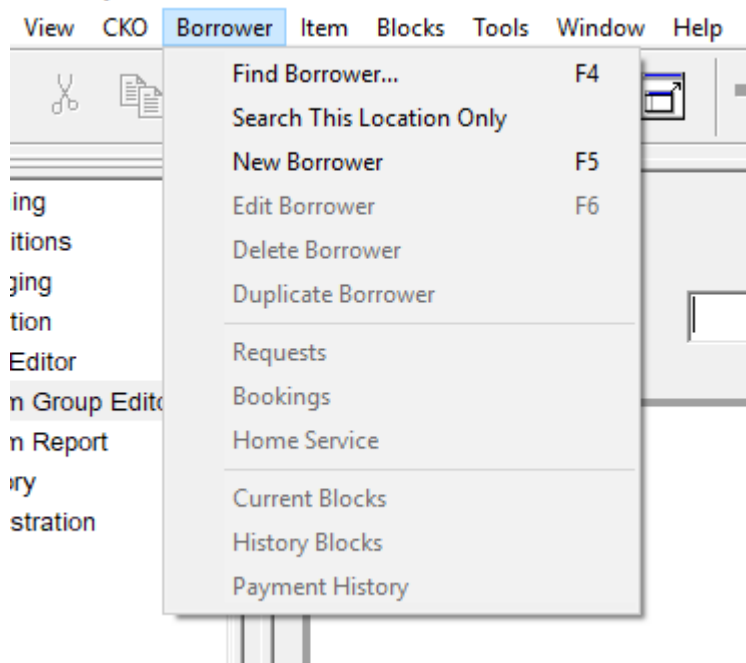 View CKO Borrower Item Blocks Tools Window Help
Find Borrower... F4
Search This Location Only
New Borrower F5
Edit Borrower F6
Delete Borrower
Duplicate Borrower
Requests
Bookings
Home Service
Current Blocks
History Blocks
Payment History
ing
itions
ging
tion
Editor
m Group Edito
m Report
ory
stration